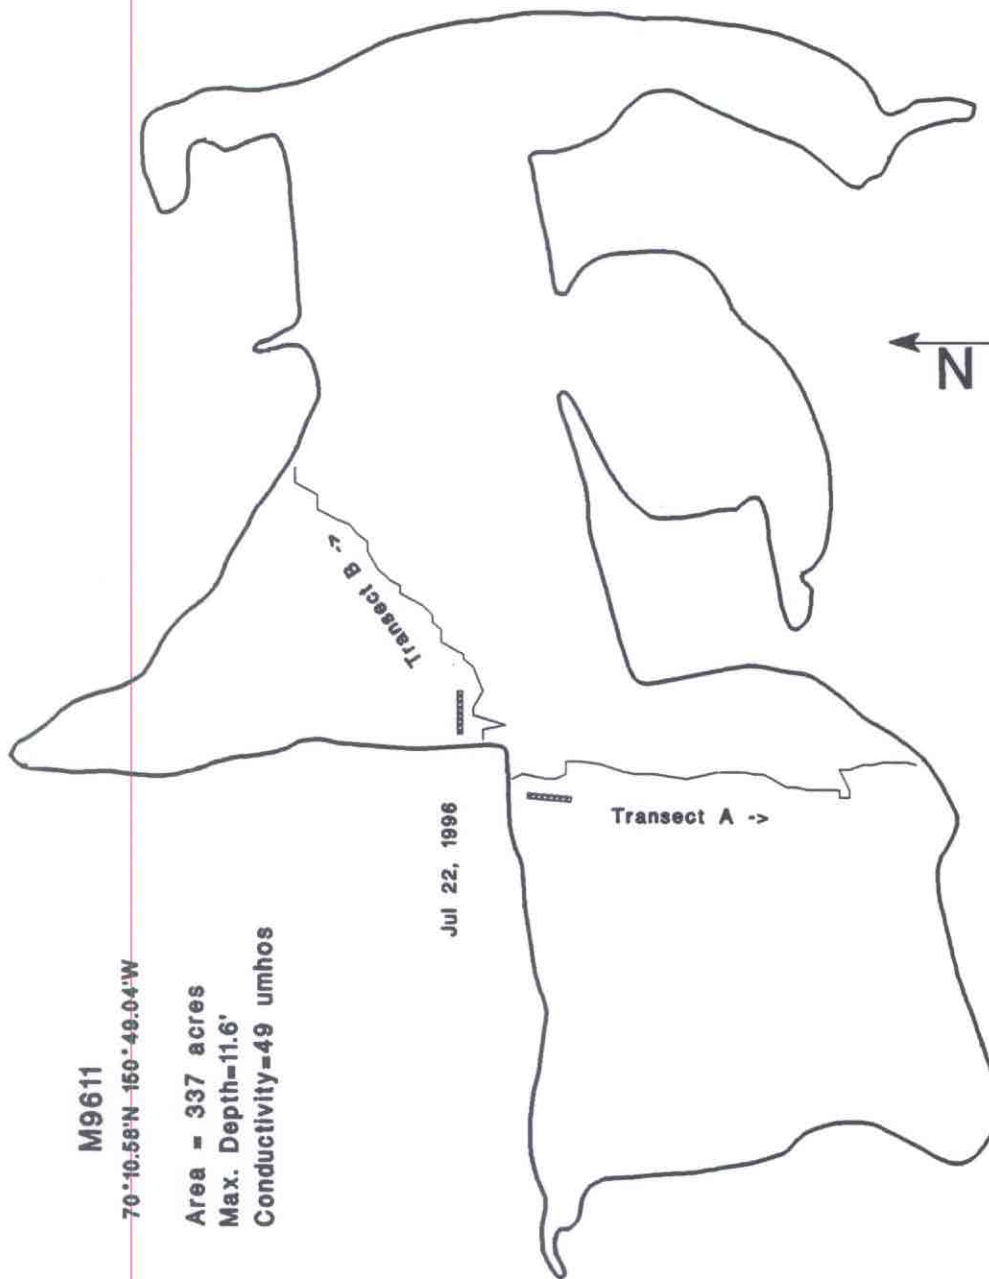 M9611
70°10.58'N 150°49.04'W
Area = 337 acres
Max. Depth=11.6'
Conductivity=49 umhos
Jul 22, 1996
Transect B ->
Transect A ->
N